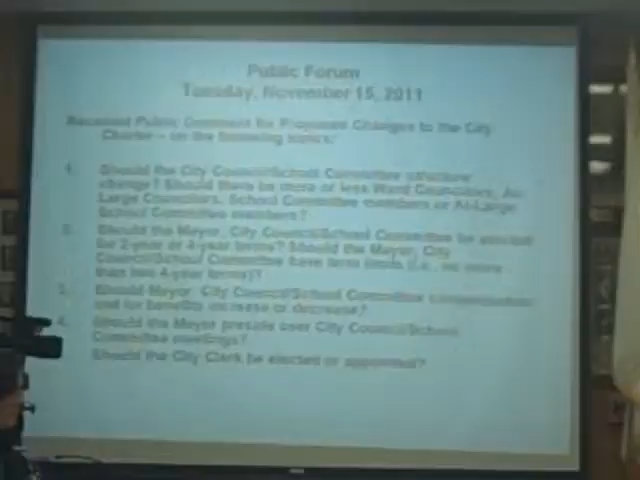 Public Forum
Tuesday, November 15, 2011
Public Comment for Proposed Changes to the City
Charter – on the following topics:
1. Should the City Council/School Committee structure
change? Should there be more or less Ward Councilors, At-
Large Councilors, School Committee members or At-Large
School Committee members?
2. Should the Mayor, City Council/School Committee be elected
for 2-year or 4-year terms? Should the Mayor, City
Council/School Committee have term limits (i.e., no more
than two 4-year terms)?
3. Should Mayor, City Council/School Committee compensation
and/or benefits increase or decrease?
4. Should the Mayor preside over City Council/School
Committee meetings?
Should the City Clerk be elected or appointed?